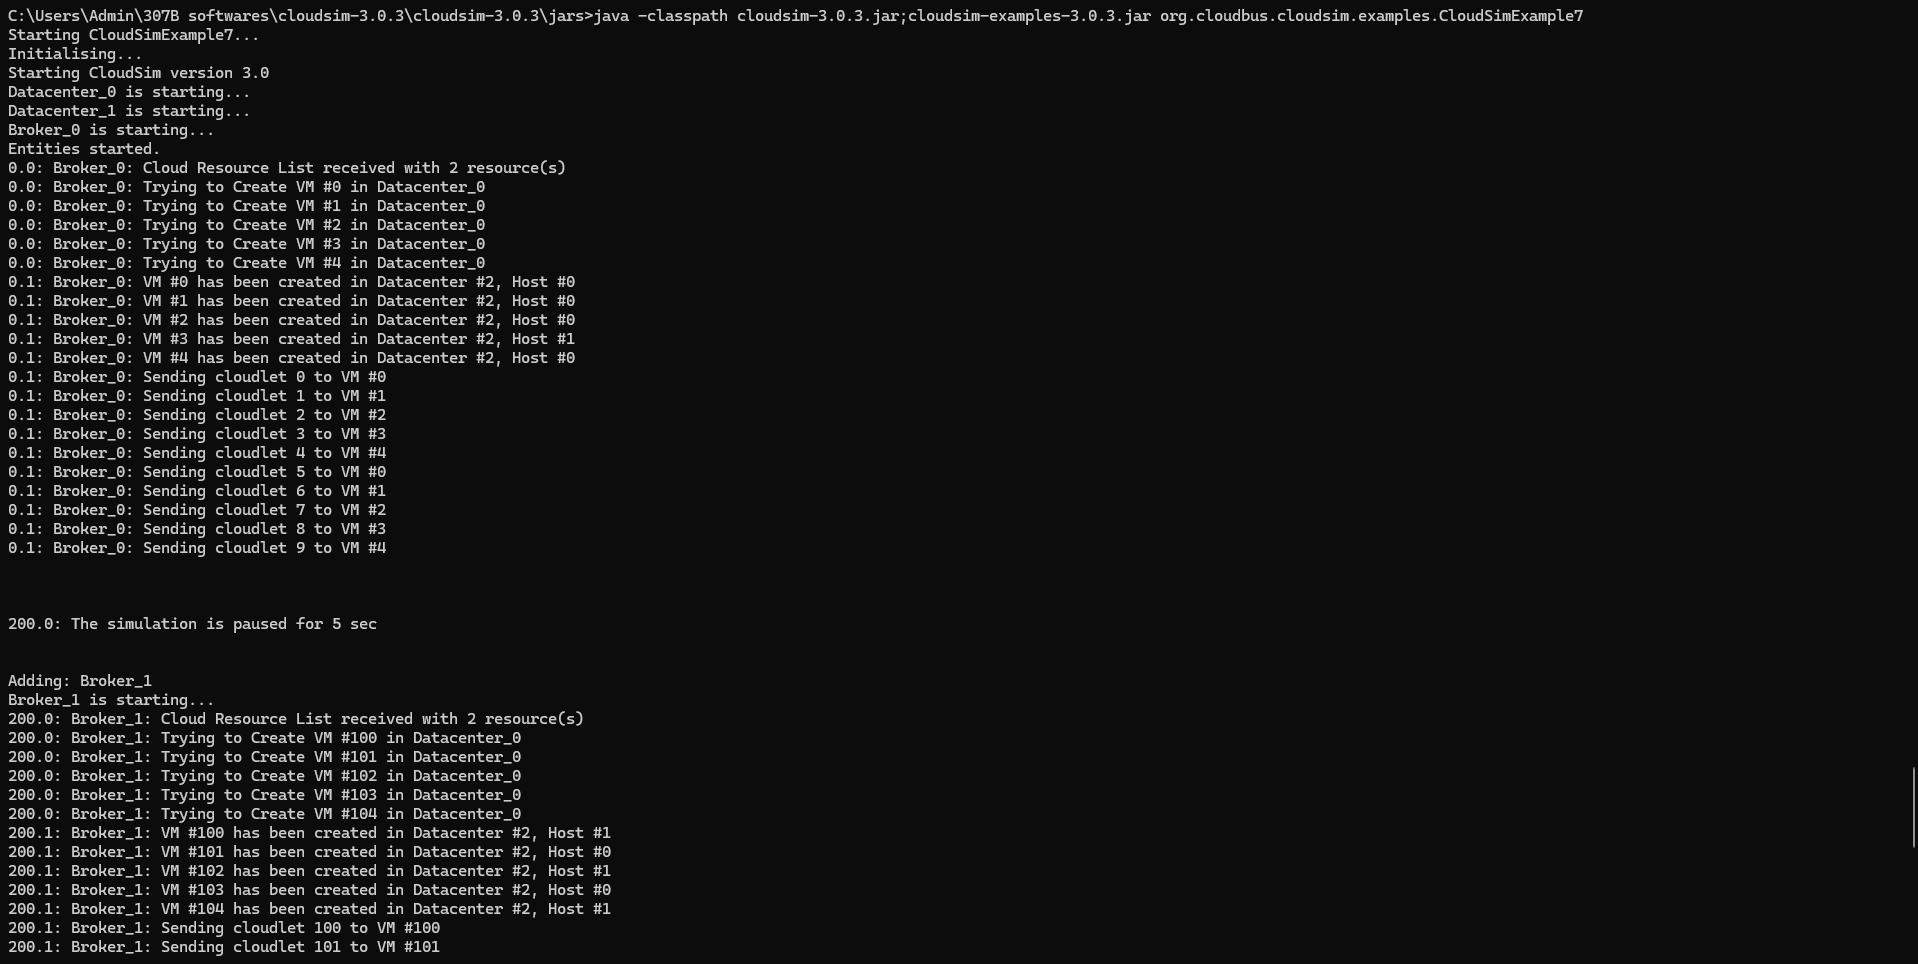 C:\Users\Admin\307B softwares\cloudsim-3.0.3\cloudsim-3.0.3\jars>java -classpath cloudsim-3.0.3.jar;cloudsim-examples-3.0.3.jar org.cloudbus.cloudsim.examples.CloudSimExample7
Starting CloudSimExample7...
Initialising...
Starting CloudSim version 3.0
Datacenter_0 is starting...
Datacenter_1 is starting...
Broker_0 is starting...
Entities started.
0.0: Broker_0: Cloud Resource List received with 2 resource(s)
0.0: Broker_0: Trying to Create VM #0 in Datacenter_0
0.0: Broker_0: Trying to Create VM #1 in Datacenter_0
0.0: Broker_0: Trying to Create VM #2 in Datacenter_0
0.0: Broker_0: Trying to Create VM #3 in Datacenter_0
0.0: Broker_0: Trying to Create VM #4 in Datacenter_0
0.1: Broker_0: VM #0 has been created in Datacenter #2, Host #0
0.1: Broker_0: VM #1 has been created in Datacenter #2, Host #0
0.1: Broker_0: VM #2 has been created in Datacenter #2, Host #0
0.1: Broker_0: VM #3 has been created in Datacenter #2, Host #1
0.1: Broker_0: VM #4 has been created in Datacenter #2, Host #0
0.1: Broker_0: Sending cloudlet 0 to VM #0
0.1: Broker_0: Sending cloudlet 1 to VM #1
0.1: Broker_0: Sending cloudlet 2 to VM #2
0.1: Broker_0: Sending cloudlet 3 to VM #3
0.1: Broker_0: Sending cloudlet 4 to VM #4
0.1: Broker_0: Sending cloudlet 5 to VM #0
0.1: Broker_0: Sending cloudlet 6 to VM #1
0.1: Broker_0: Sending cloudlet 7 to VM #2
0.1: Broker_0: Sending cloudlet 8 to VM #3
0.1: Broker_0: Sending cloudlet 9 to VM #4
200.0: The simulation is paused for 5 sec
Adding: Broker_1
Broker_1 is starting...
200.0: Broker_1: Cloud Resource List received with 2 resource(s)
200.0: Broker_1: Trying to Create VM #100 in Datacenter_0
200.0: Broker_1: Trying to Create VM #101 in Datacenter_0
200.0: Broker_1: Trying to Create VM #102 in Datacenter_0
200.0: Broker_1: Trying to Create VM #103 in Datacenter_0
200.0: Broker_1: Trying to Create VM #104 in Datacenter_0
200.1: Broker_1: VM #100 has been created in Datacenter #2, Host #1
200.1: Broker_1: VM #101 has been created in Datacenter #2, Host #0
200.1: Broker_1: VM #102 has been created in Datacenter #2, Host #1
200.1: Broker_1: VM #103 has been created in Datacenter #2, Host #0
200.1: Broker_1: VM #104 has been created in Datacenter #2, Host #1
200.1: Broker_1: Sending cloudlet 100 to VM #100
200.1: Broker_1: Sending cloudlet 101 to VM #101